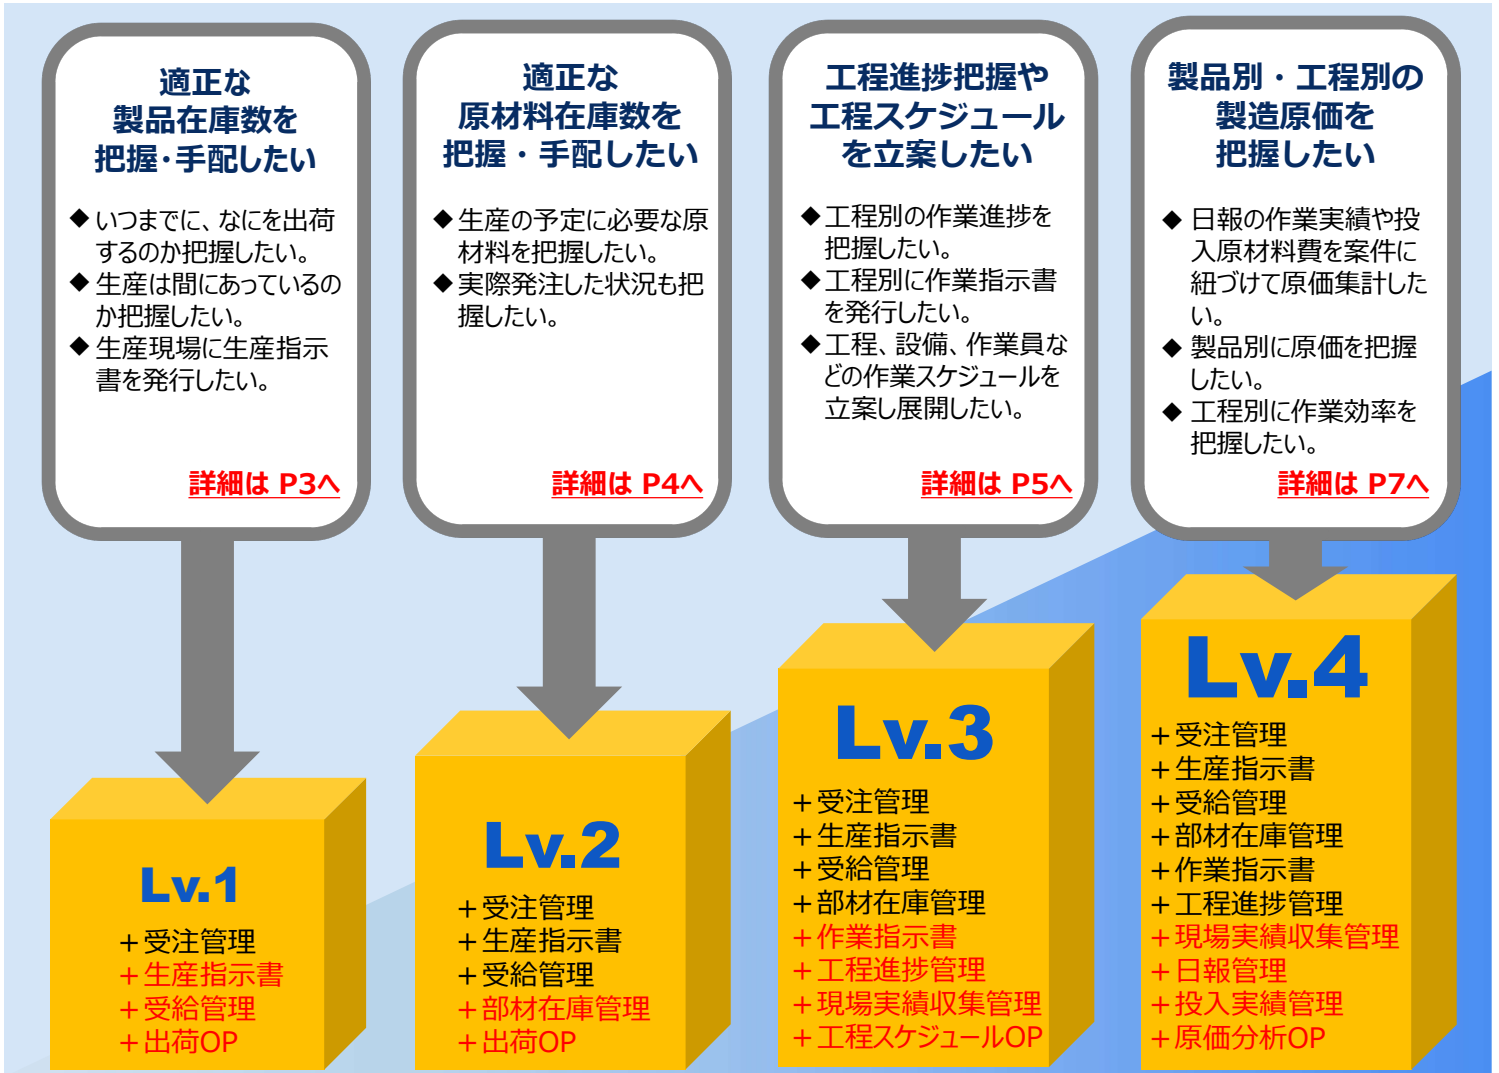 適正な
製品在庫数を
把握・手配したい
◆ いつまでに、なにを出荷
するのか把握したい。
◆ 生産は間にあっているの
か把握したい。
◆ 生産現場に生産指示
書を発行したい。
詳細は P3へ
適正な
原材料在庫数を
把握・手配したい
◆ 生産の予定に必要な原
材料を把握したい。
◆ 実際発注した状況も把
握したい。
詳細は P4へ
工程進捗把握や
工程スケジュール
を立案したい
◆ 工程別の作業進捗を
把握したい。
◆ 工程別に作業指示書
を発行したい。
◆ 工程、設備、作業員な
どの作業スケジュールを
立案し展開したい。
詳細は P5へ
製品別・工程別の
製造原価を
把握したい
◆ 日報の作業実績や投
入原材料費を案件に
紐づけて原価集計した
い。
◆ 製品別に原価を把握
したい。
◆ 工程別に作業効率を
把握したい。
詳細は P7へ
Lv.1
＋受注管理
＋生産指示書
＋受給管理
＋出荷OP
Lv.2
＋受注管理
＋生産指示書
＋受給管理
＋部材在庫管理
＋出荷OP
Lv.3
＋受注管理
＋生産指示書
＋受給管理
＋部材在庫管理
＋作業指示書
＋工程進捗管理
＋現場実績収集管理
＋工程スケジュールOP
Lv.4
＋受注管理
＋生産指示書
＋受給管理
＋部材在庫管理
＋作業指示書
＋工程進捗管理
＋現場実績収集管理
＋日報管理
＋投入実績管理
＋原価分析OP